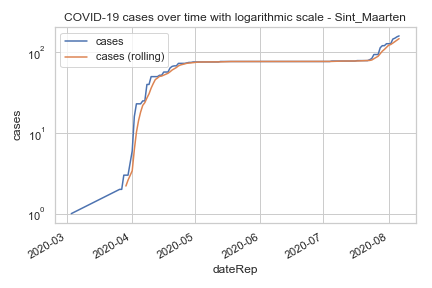 COVID-19 cases over time with logarithmic scale - Sint_Maarten
cases
cases (rolling)
10²
10¹
10⁰
cases
2020-03
2020-04
2020-05
2020-06
2020-07
2020-08
dateRep